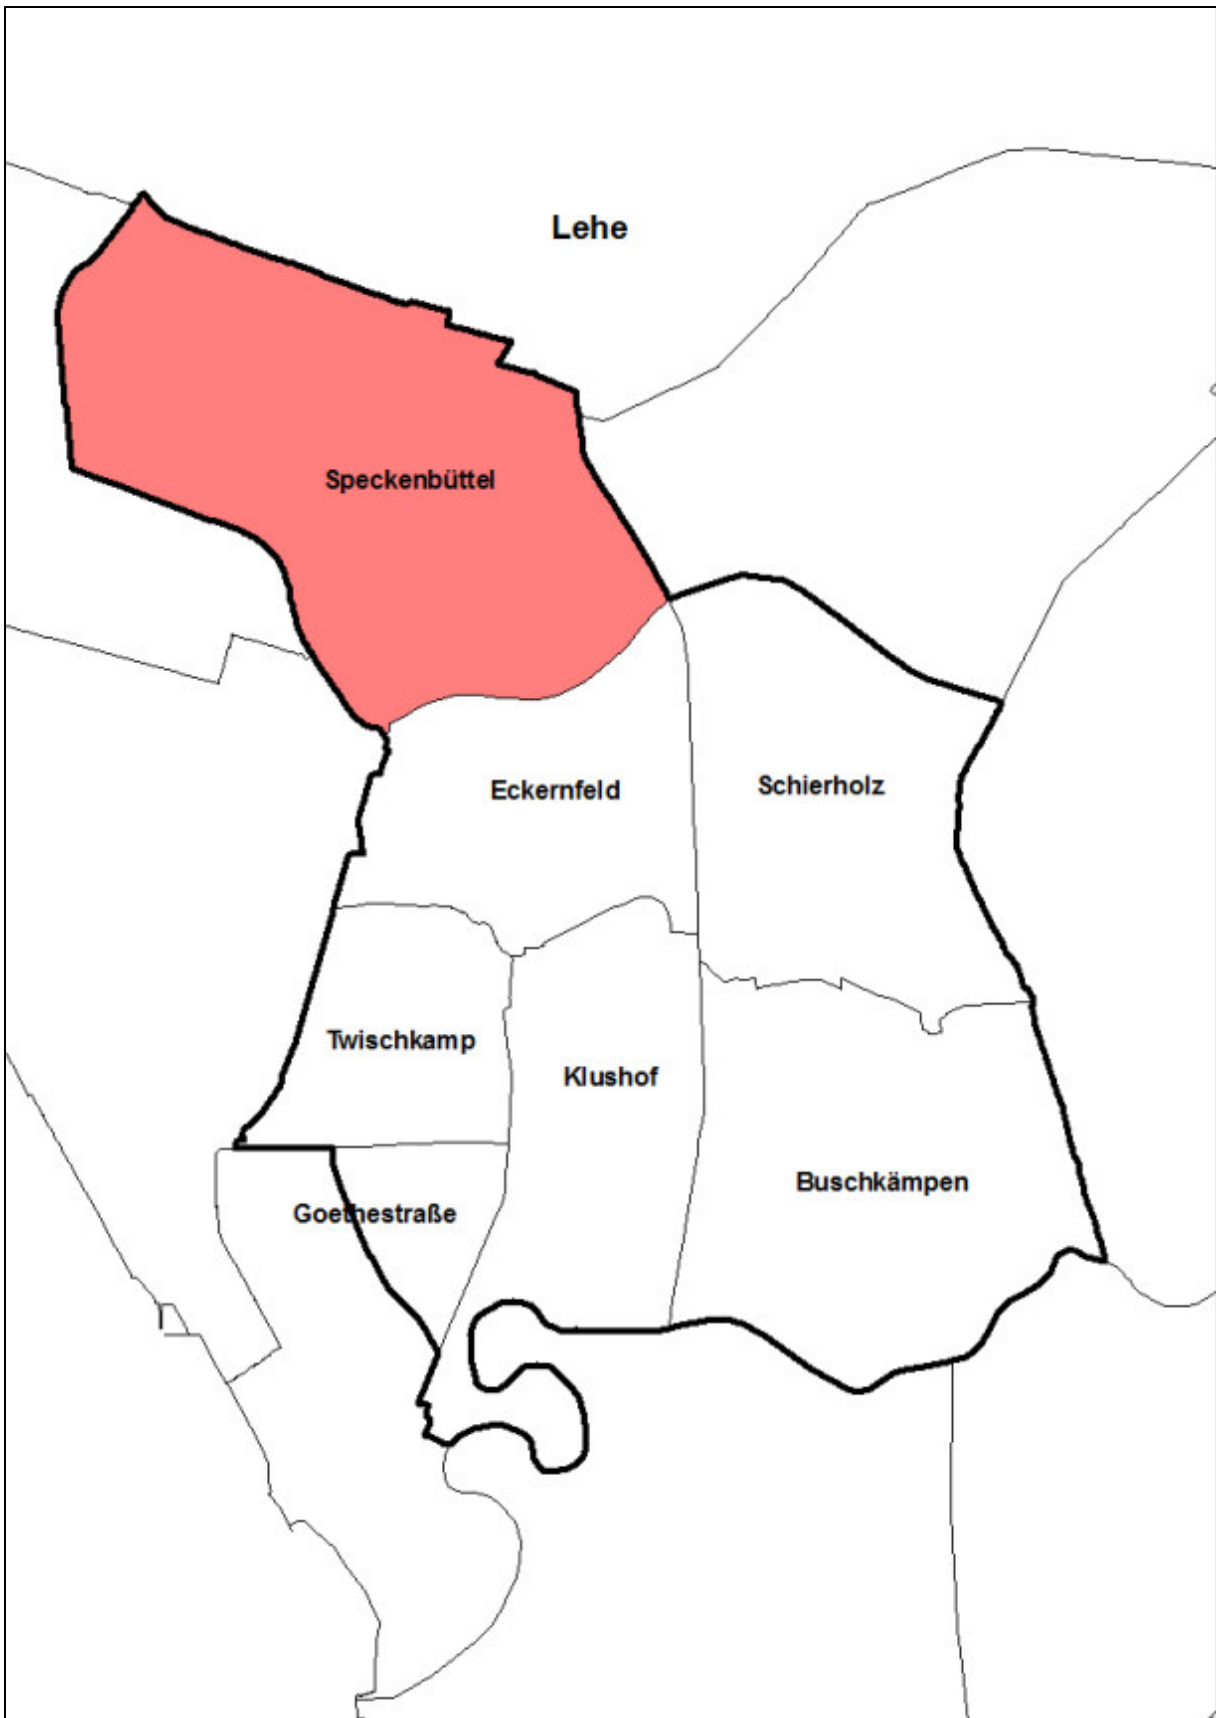 Lehe
Speckenbüttel
Eckernfeld
Schierholz
Twischkamp
Klushof
Buschkämpen
Goethestraße